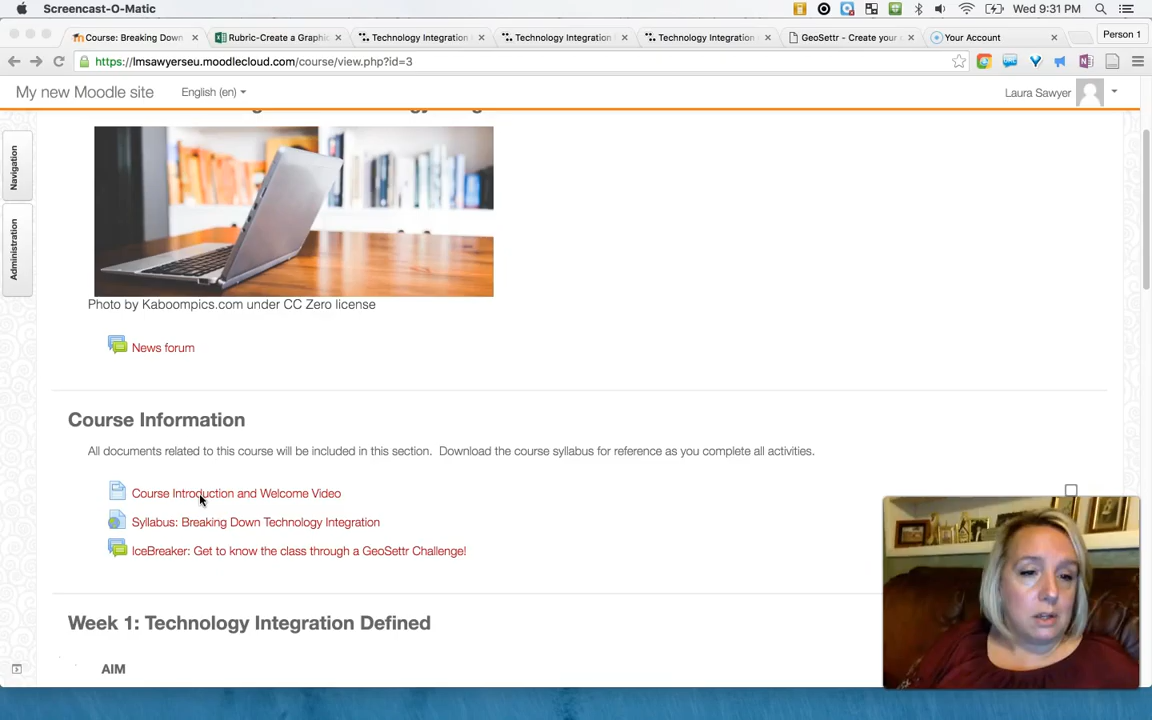 Screencast-O-Matic
Wed 9:31 PM
Course: Breaking Down
Rubric-Create a Graphi
Technology Integration
Technology Integration
Technology Integration
GeoSettr - Create your
Your Account
Person 1
https://lmsawyerseu.moodlecloud.com/course/view.php?id=3
My new Moodle site
English (en)
Laura Sawyer
Navigation
Administration
Photo by Kaboompics.com under CC Zero license
News forum
Course Information
All documents related to this course will be included in this section. Download the course syllabus for reference as you complete all activities.
Course Introduction and Welcome Video
Syllabus: Breaking Down Technology Integration
IceBreaker: Get to know the class through a GeoSettr Challenge!
Week 1: Technology Integration Defined
AIM